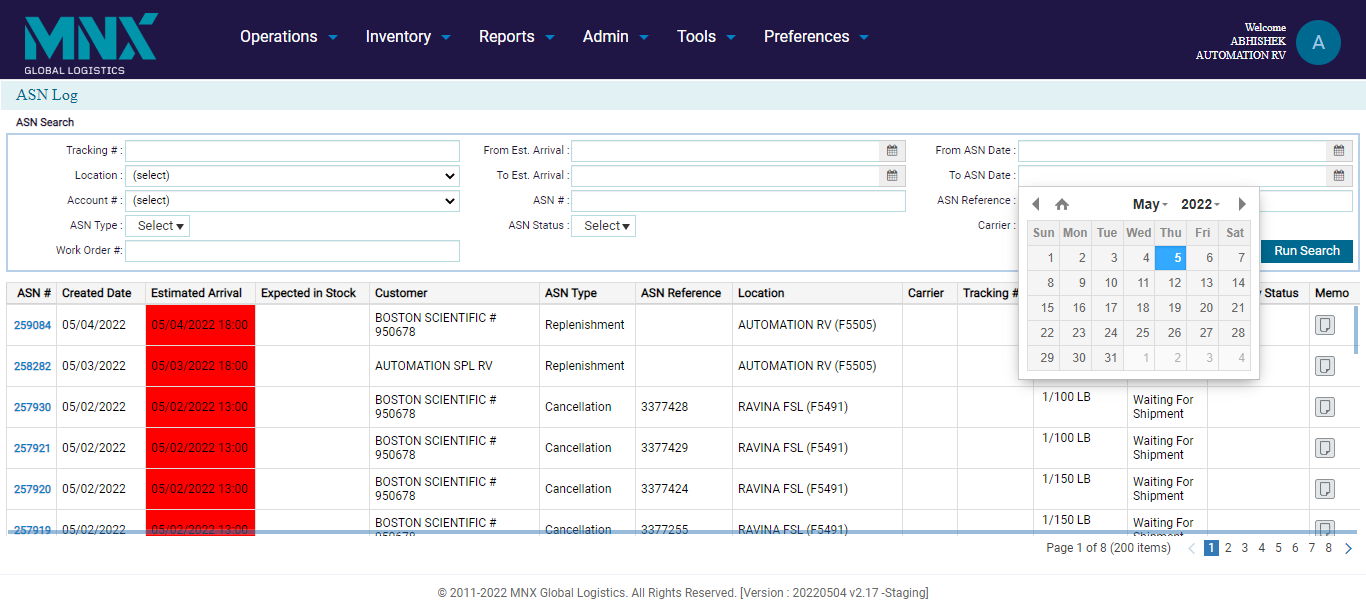 MNX
GLOBAL LOGISTICS
Operations Inventory Reports Admin Tools Preferences
Welcome
ABHISHEK
AUTOMATION RV
A
ASN Log
ASN Search
Tracking # : From Est. Arrival : From ASN Date :
Location : (select) To Est. Arrival : To ASN Date :
Account # : (select) ASN # : ASN Reference :
ASN Type : Select ASN Status : Select Carrier :
Work Order #: Run Search
May 2022
Sun Mon Tue Wed Thu Fri Sat
1 2 3 4 5 6 7
8 9 10 11 12 13 14
15 16 17 18 19 20 21
22 23 24 25 26 27 28
29 30 31 1 2 3 4
ASN # Created Date Estimated Arrival Expected in Stock Customer ASN Type ASN Reference Location Carrier Tracking # Status Memo
259084 05/04/2022 05/04/2022 18:00 BOSTON SCIENTIFIC # 950678 Replenishment AUTOMATION RV (F5505)
258282 05/03/2022 05/03/2022 18:00 AUTOMATION SPL RV Replenishment AUTOMATION RV (F5505)
257930 05/02/2022 05/02/2022 13:00 BOSTON SCIENTIFIC # 950678 Cancellation 3377428 RAVINA FSL (F5491) 1/100 LB Waiting For Shipment
257921 05/02/2022 05/02/2022 13:00 BOSTON SCIENTIFIC # 950678 Cancellation 3377429 RAVINA FSL (F5491) 1/100 LB Waiting For Shipment
257920 05/02/2022 05/02/2022 13:00 BOSTON SCIENTIFIC # 950678 Cancellation 3377424 RAVINA FSL (F5491) 1/150 LB Waiting For Shipment
257919 05/02/2022 05/02/2022 13:00 BOSTON SCIENTIFIC # 950678 Cancellation 3377255 RAVINA FSL (F5491) 1/150 LB Waiting For Shipment
Page 1 of 8 (200 items) 1 2 3 4 5 6 7 8
© 2011-2022 MNX Global Logistics. All Rights Reserved. [Version : 20220504 v2.17 -Staging]